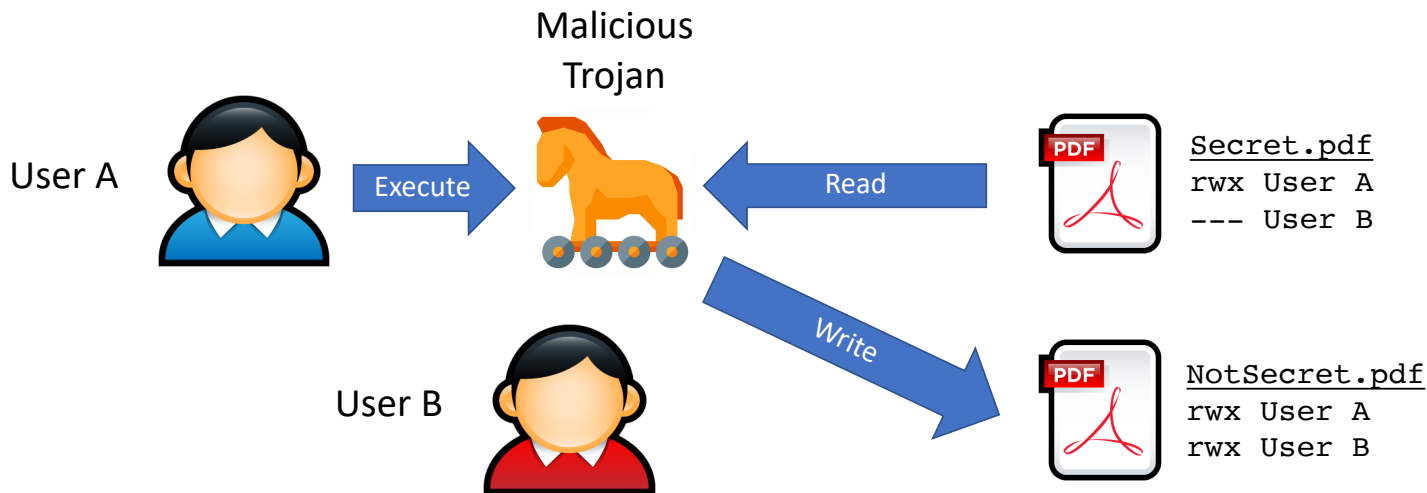 Malicious
Trojan
User A
Execute
Read
PDF
Secret.pdf
rwx User A
--- User B
Write
User B
PDF
NotSecret.pdf
rwx User A
rwx User B